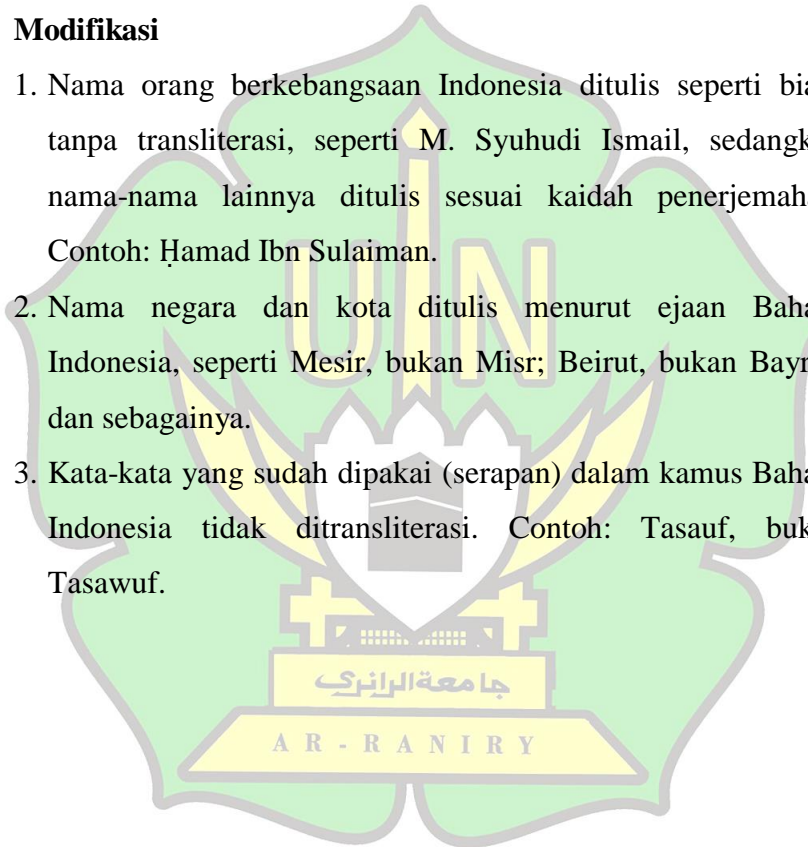 Modifikasi
1. Nama orang berkebangsaan Indonesia ditulis seperti bia
tanpa transliterasi, seperti M. Syuhudi Ismail, sedangk
nama-nama lainnya ditulis sesuai kaidah penerjemaha
Contoh: Ḥamad Ibn Sulaiman.
2. Nama negara dan kota ditulis menurut ejaan Baha
Indonesia, seperti Mesir, bukan Misr; Beirut, bukan Bayr
dan sebagainya.
3. Kata-kata yang sudah dipakai (serapan) dalam kamus Baha
Indonesia tidak ditransliterasi. Contoh: Tasauf, buk
Tasawuf.
UIN
جامعةالرانري
AR-RANIRY